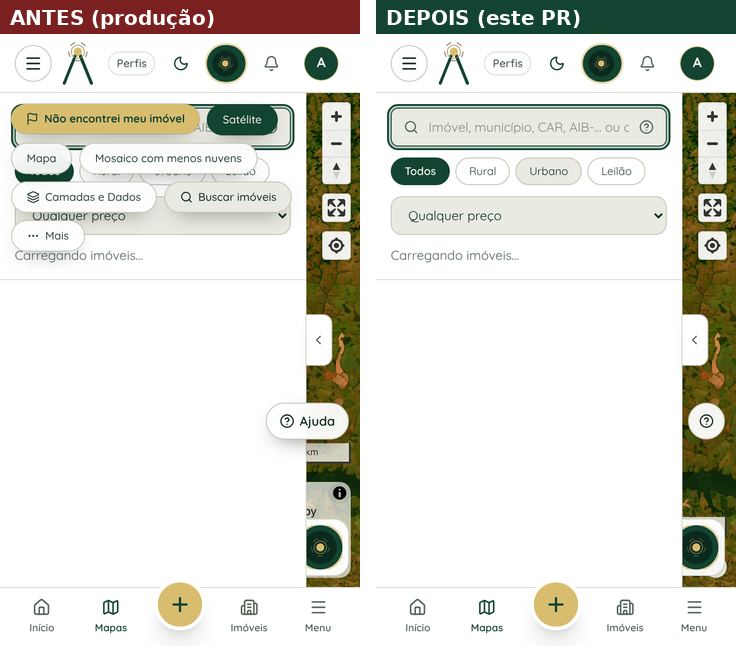 ANTES (produção)
Perfis
A
Não encontrei meu imóvel
Satélite
Mapa
Mosaico com menos nuvens
Camadas e Dados
Buscar imóveis
Qualquer preço
Mais
Carregando imóveis...
Ajuda
km
by
Início
Mapas
Imóveis
Menu
DEPOIS (este PR)
Perfis
A
Imóvel, município, CAR, AIB-... ou c
Todos
Rural
Urbano
Leilão
Qualquer preço
Carregando imóveis...
Início
Mapas
Imóveis
Menu